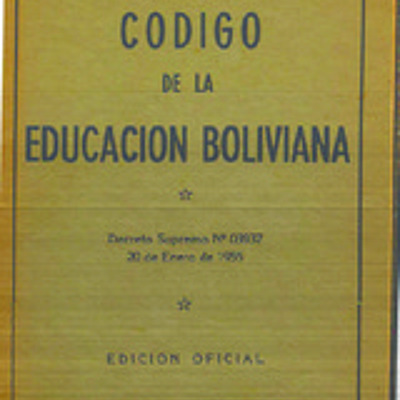 CODIGO
DE LA
EDUCACION BOLIVIANA
Decreto Supremo Nº 03937
20 de Enero de 1955
EDICION OFICIAL